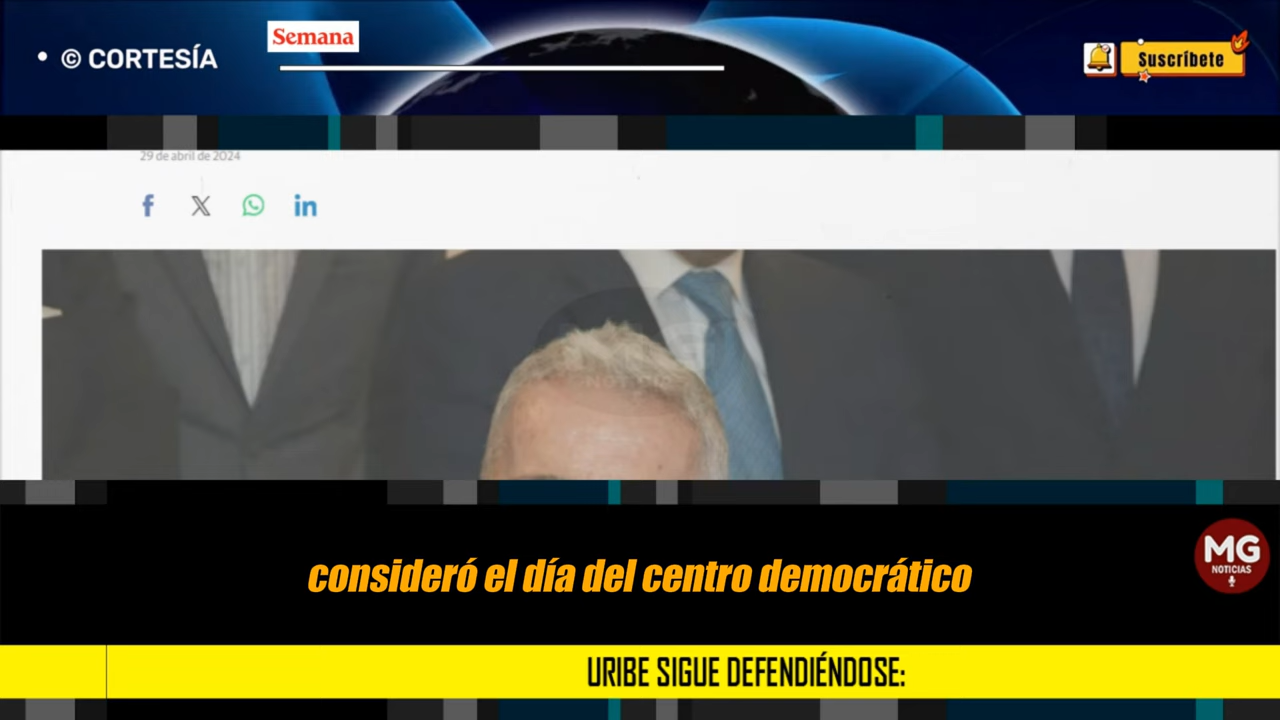 • © CORTESÍA
Semana
Suscríbete
29 de abril de 2024
consideró el día del centro democrático
MG
NOTICIAS
URIBE SIGUE DEFENDIÉNDOSE: